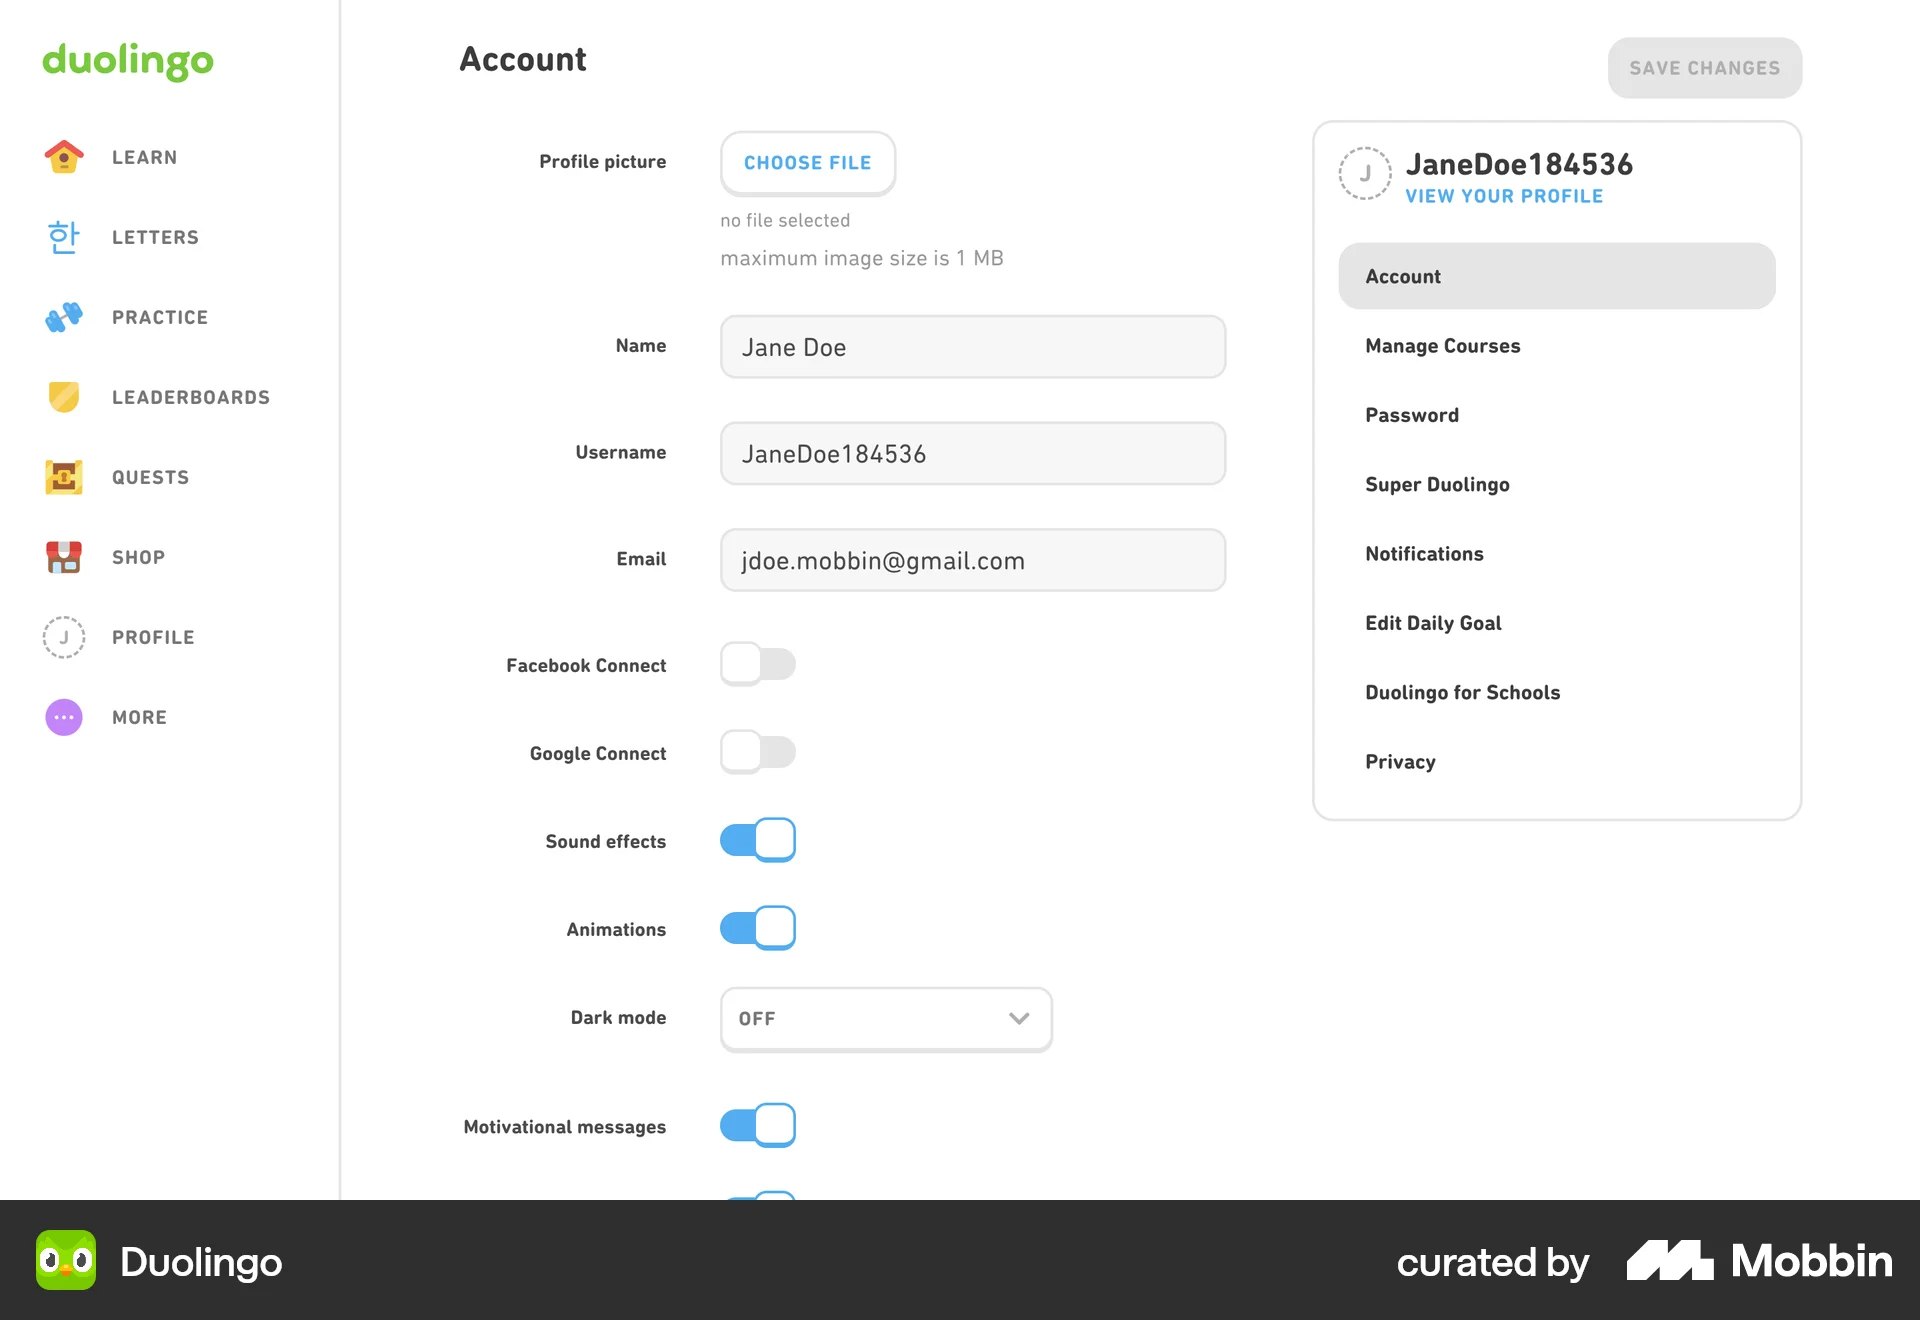 duolingo
LEARN
한
LETTERS
PRACTICE
LEADERBOARDS
QUESTS
SHOP
J
PROFILE
MORE
Account
SAVE CHANGES
Profile picture
CHOOSE FILE
no file selected
maximum image size is 1 MB
Name
Jane Doe
Username
JaneDoe184536
Email
jdoe.mobbin@gmail.com
Facebook Connect
Google Connect
Sound effects
Animations
Dark mode
OFF
Motivational messages
J
JaneDoe184536
VIEW YOUR PROFILE
Account
Manage Courses
Password
Super Duolingo
Notifications
Edit Daily Goal
Duolingo for Schools
Privacy
Duolingo
curated by
Mobbin